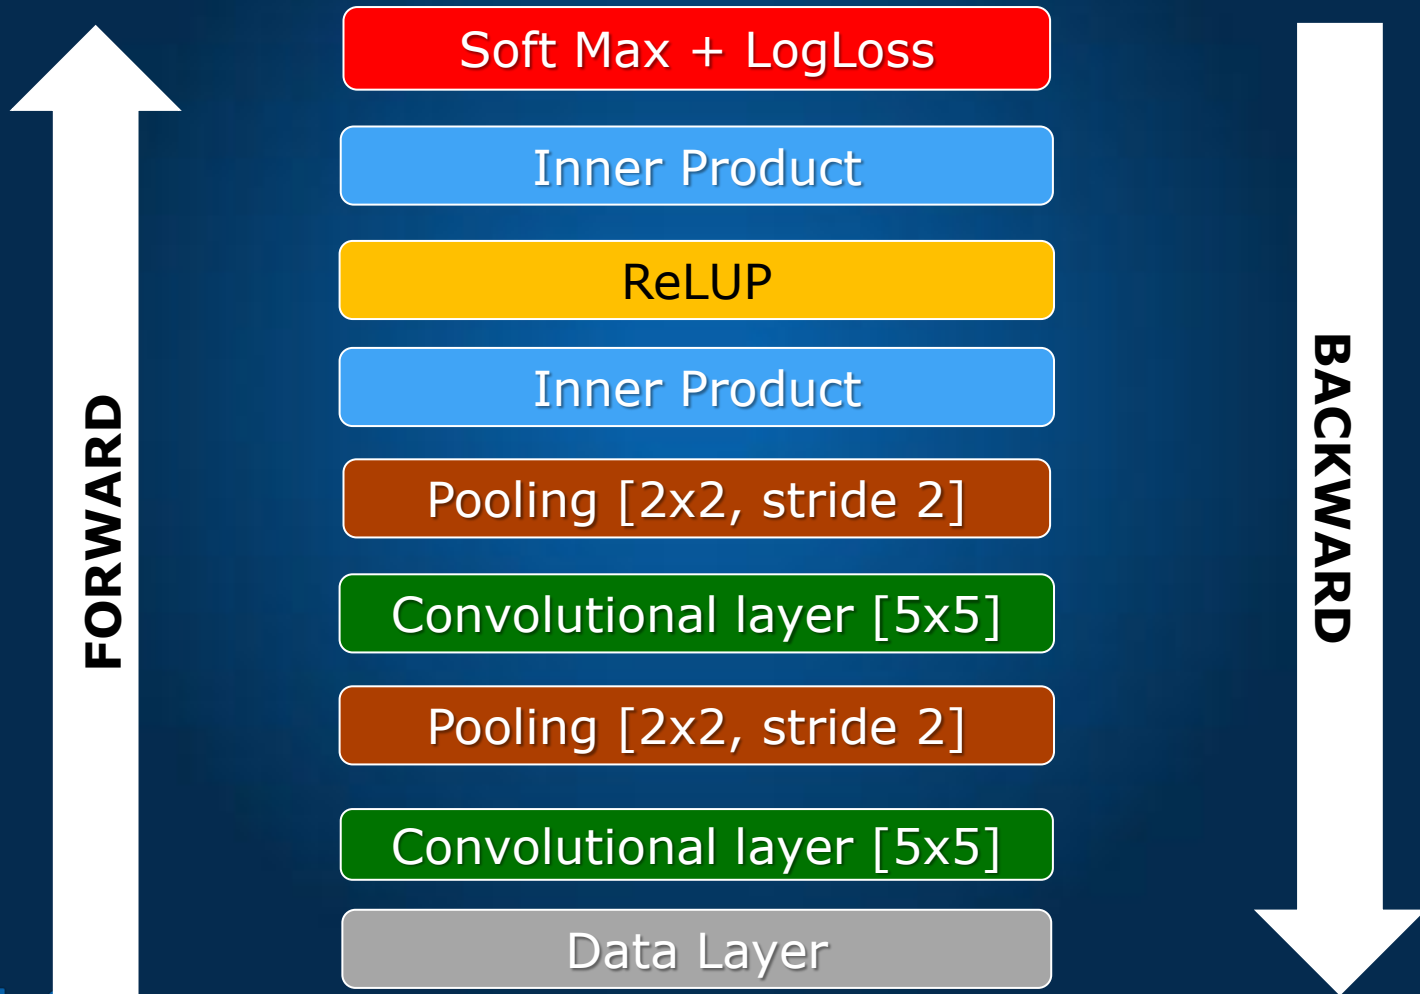 Soft Max + LogLoss
Inner Product
ReLUP
Inner Product
Pooling [2x2, stride 2]
Convolutional layer [5x5]
Pooling [2x2, stride 2]
Convolutional layer [5x5]
Data Layer
FORWARD
BACKWARD